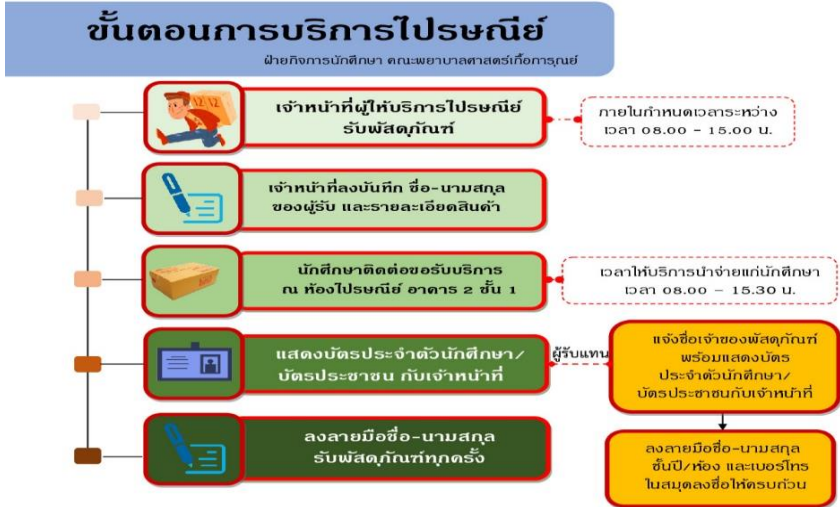 ขั้นตอนการบริการไปรษณีย์
ฝ่ายกิจการนักศึกษา คณะพยาบาลศาสตร์เกื้อการุณย์
เจ้าหน้าที่ผู้ให้บริการไปรษณีย์
รับพัสดุภัณฑ์
ภายในกำหนดเวลาระหว่าง
เวลา 08.00 - 15.00 น.
เจ้าหน้าที่ลงบันทึก ชื่อ-นามสกุล
ของผู้รับ และรายละเอียดสินค้า
นักศึกษาติดต่อขอรับบริการ
ณ ห้องไปรษณีย์ อาคาร 2 ชั้น 1
เวลาให้บริการนำจ่ายแก่นักศึกษา
เวลา 08.00 – 15.30 น.
แสดงบัตรประจำตัวนักศึกษา/
บัตรประชาชน กับเจ้าหน้าที่
ผู้รับแทน
แจ้งชื่อเจ้าของพัสดุภัณฑ์
พร้อมแสดงบัตร
ประจำตัวนักศึกษา/
บัตรประชาชนกับเจ้าหน้าที่
ลงลายมือชื่อ-นามสกุล
รับพัสดุภัณฑ์ทุกครั้ง
ลงลายมือชื่อ-นามสกุล
ชั้นปี/ห้อง และเบอร์โทร
ในสมุดลงชื่อให้ครบถ้วน